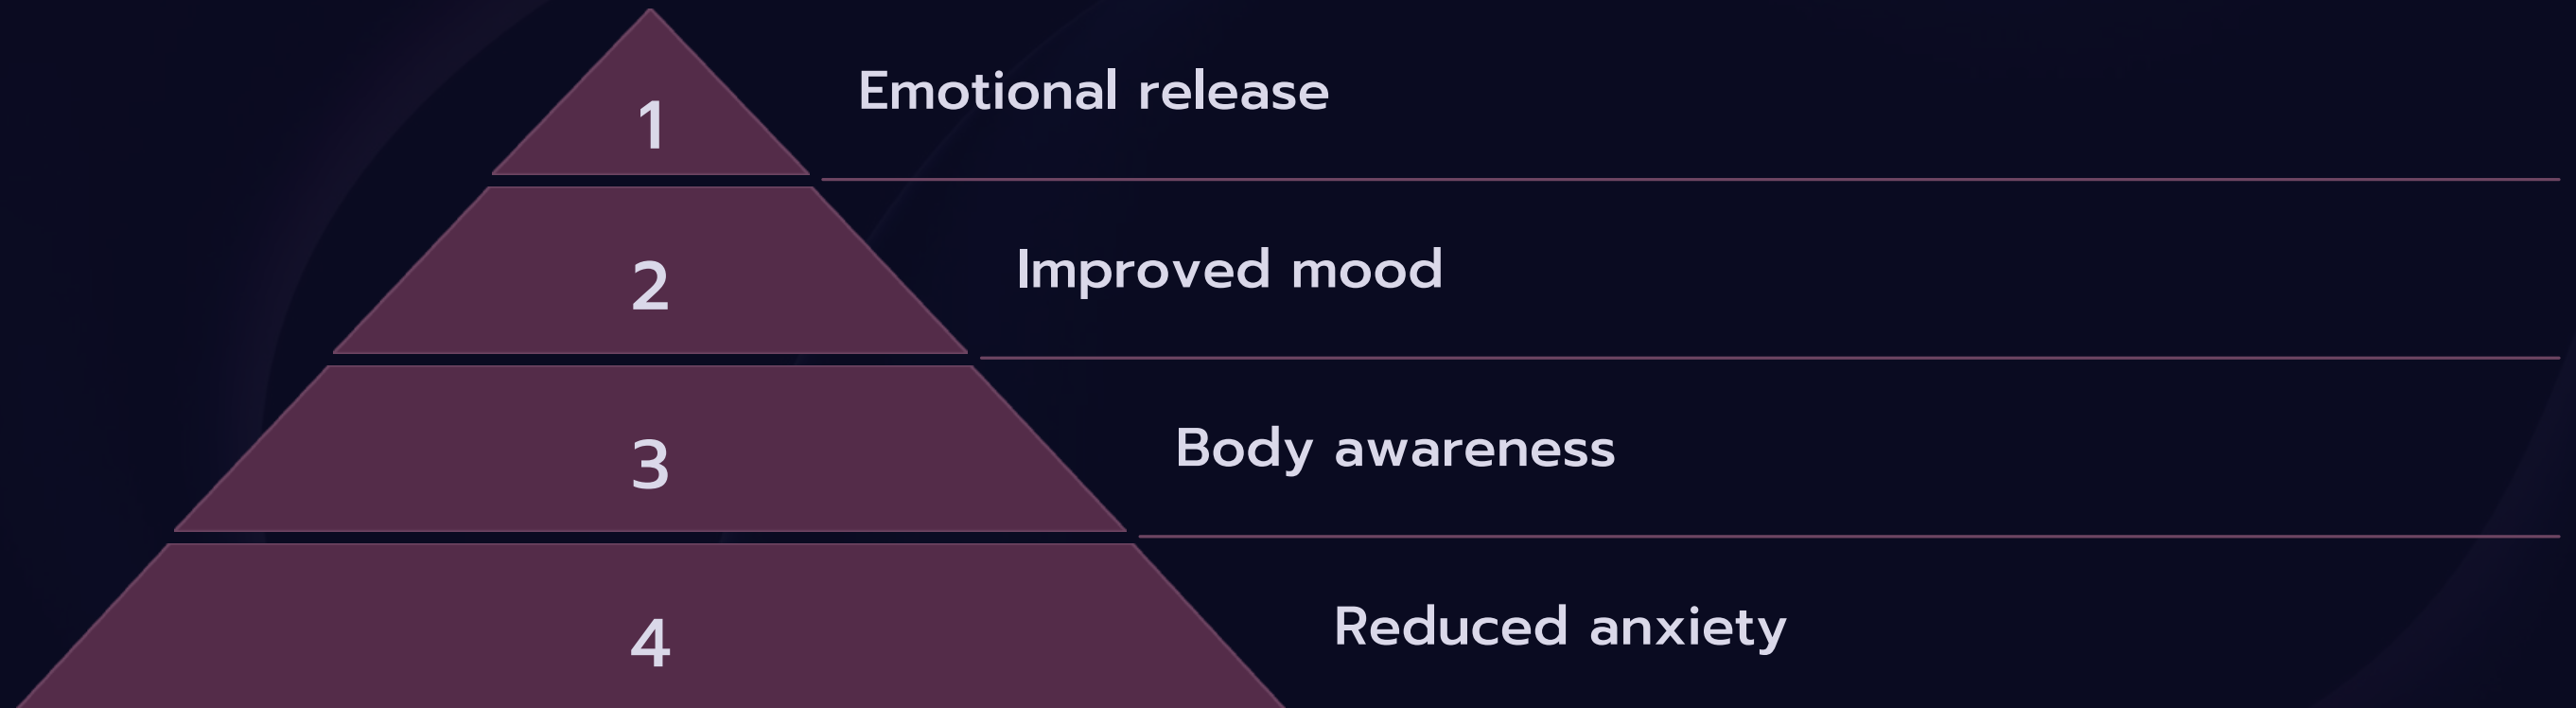 1
Emotional release
2
Improved mood
3
Body awareness
4
Reduced anxiety